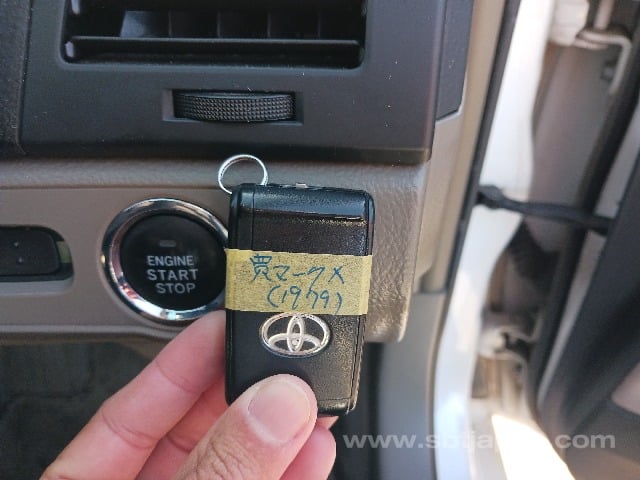 ENGINE
START
STOP
買マークX
(1979)
www.sbtjapan.com